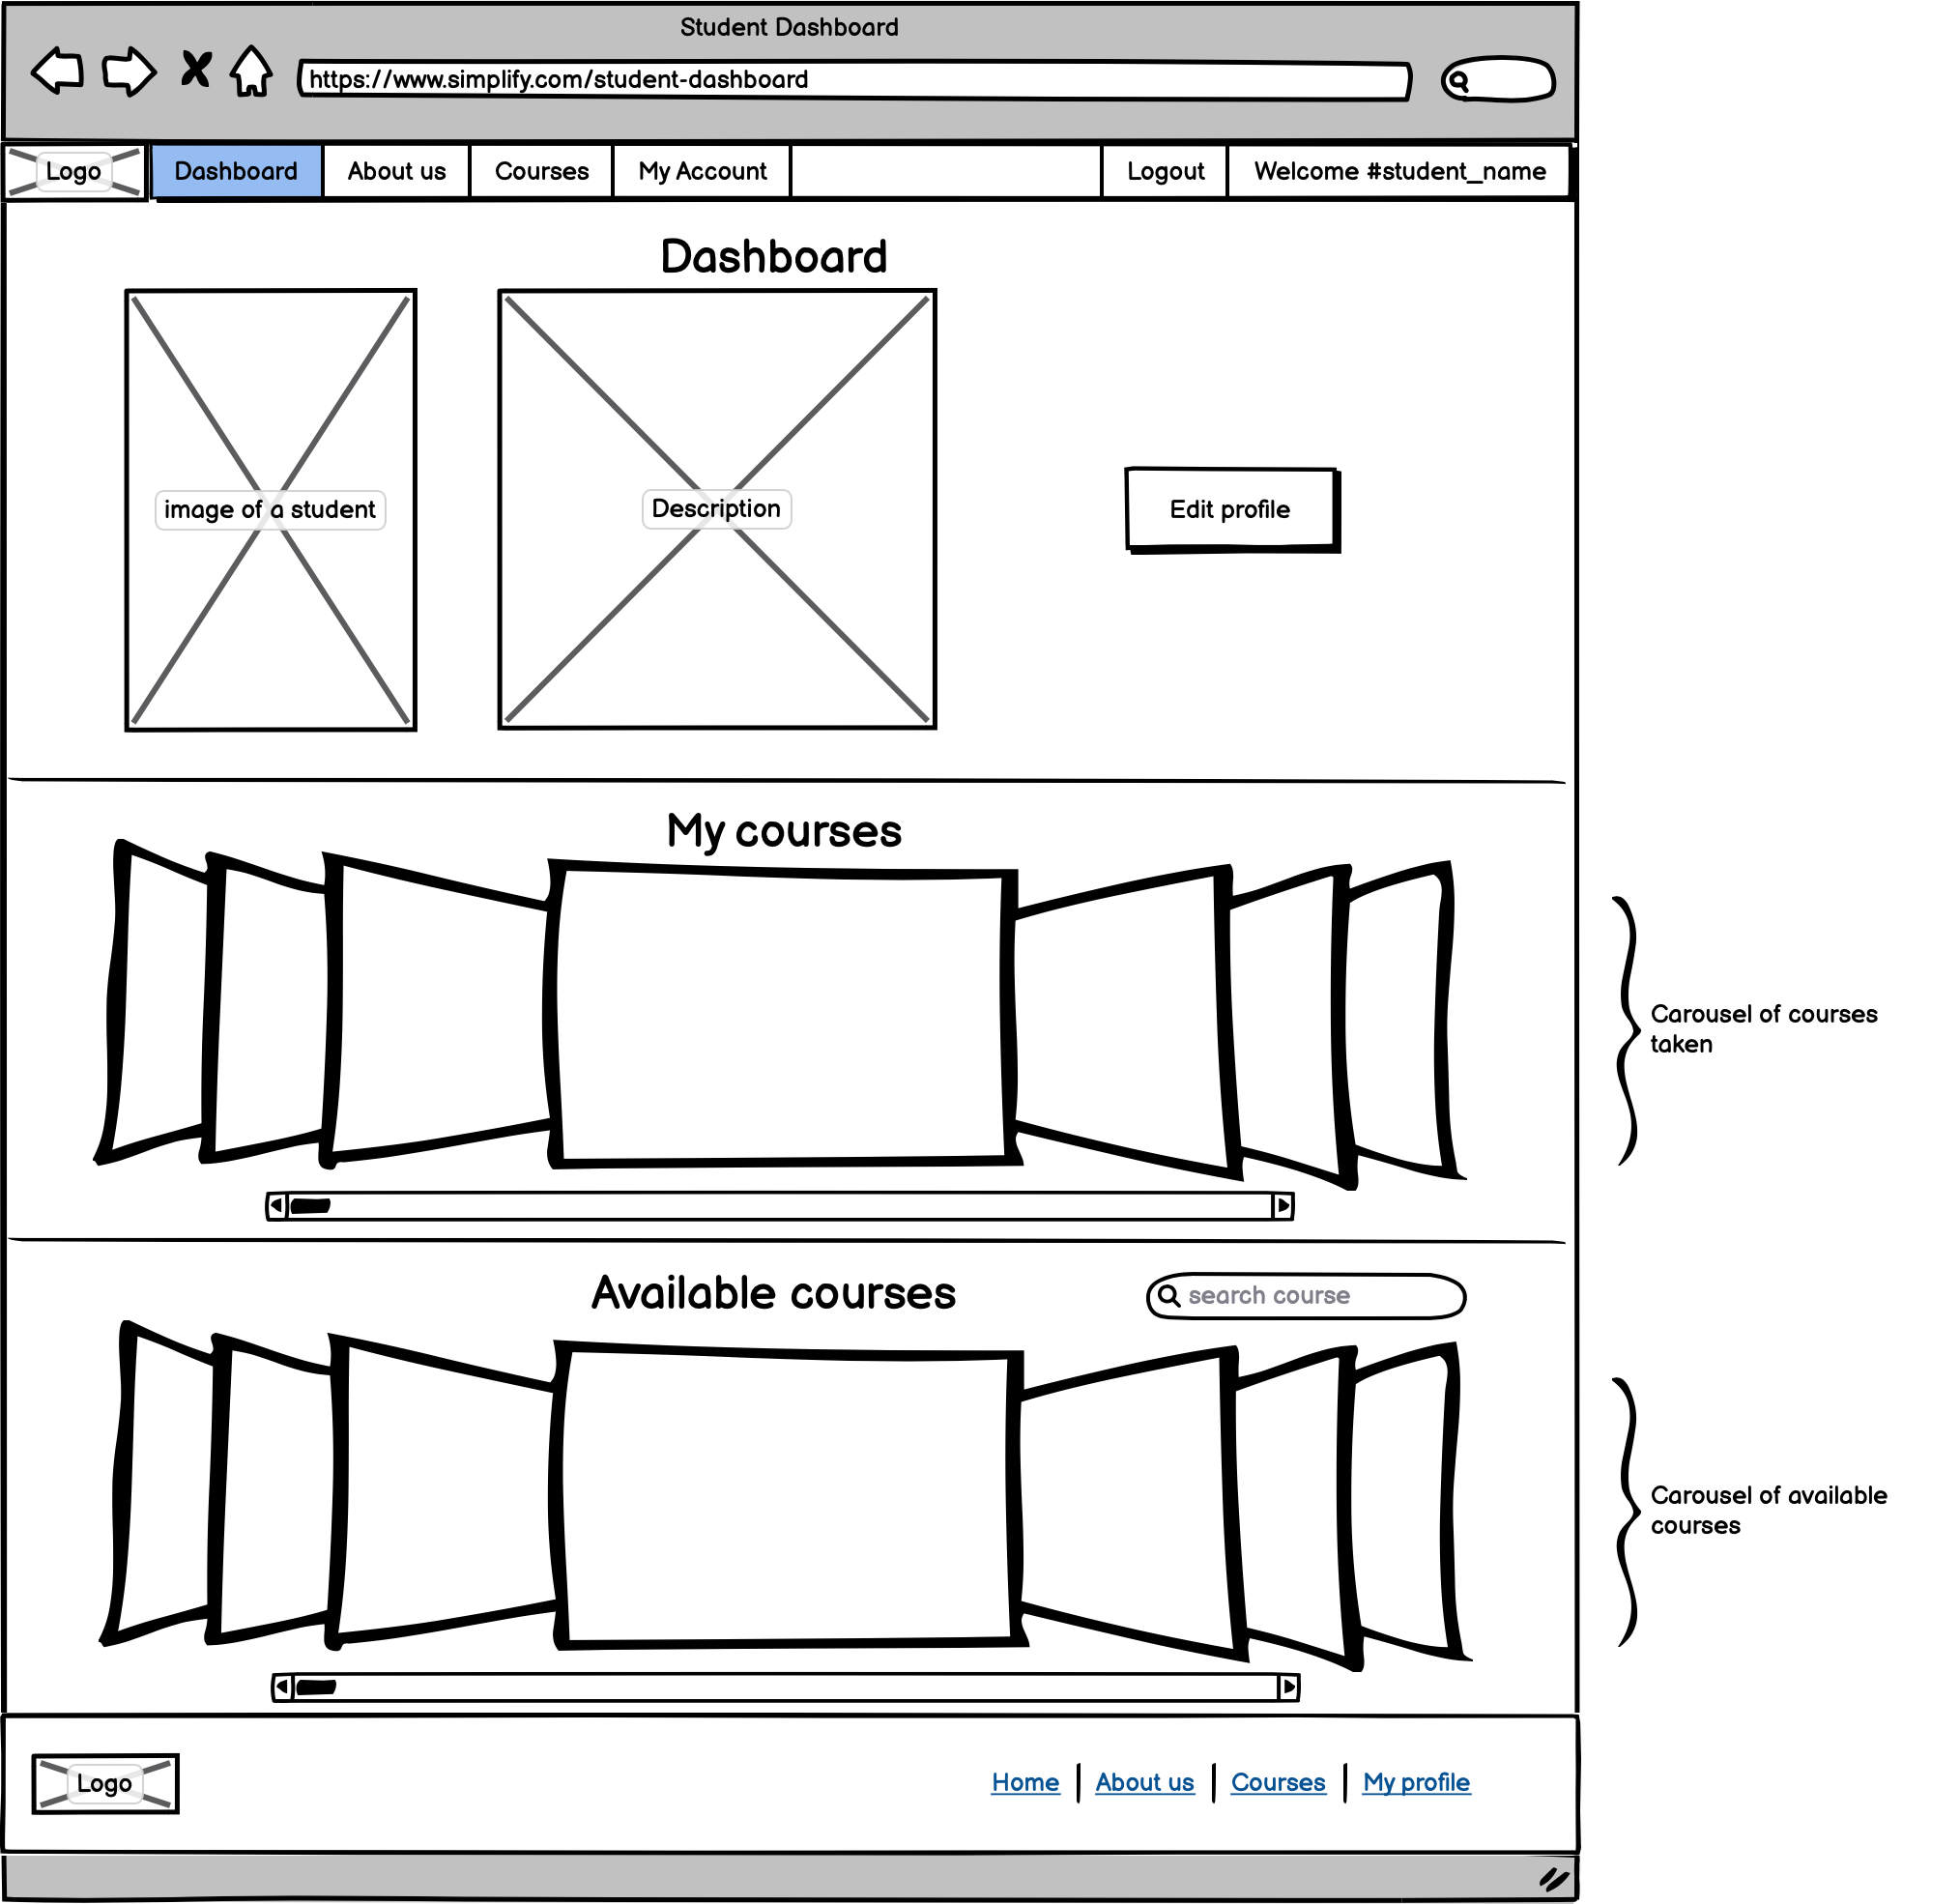 Student Dashboard
https://www.simplify.com/student-dashboard
Logo Dashboard About us Courses My Account Logout Welcome #student_name
Dashboard
image of a student
Description
Edit profile
My courses
Carousel of courses
taken
Available courses
search course
Carousel of available
courses
Logo
Home About us Courses My profile